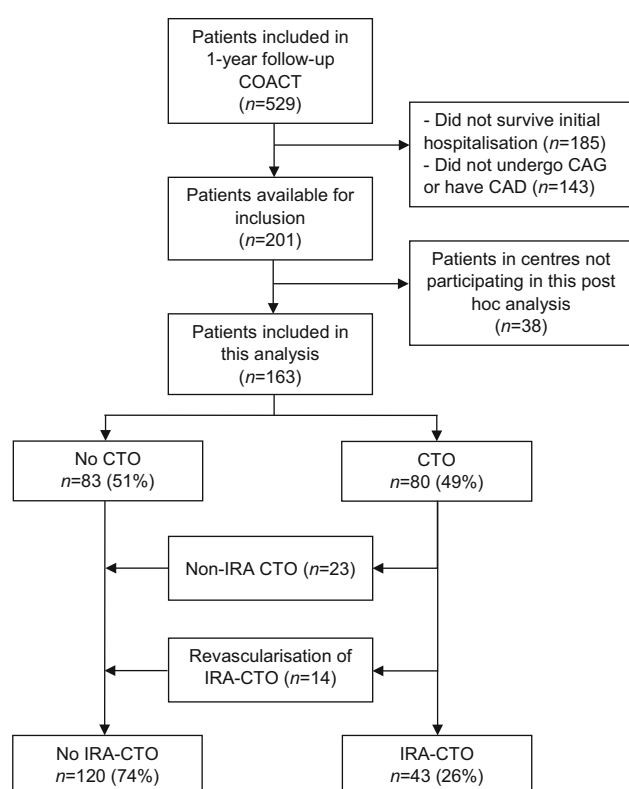 Patients included in
1-year follow-up
COACT
(n=529)
- Did not survive initial
hospitalisation (n=185)
- Did not undergo CAG
or have CAD (n=143)
Patients available for
inclusion
(n=201)
Patients in centres not
participating in this post
hoc analysis
(n=38)
Patients included in
this analysis
(n=163)
No CTO
n=83 (51%)
CTO
n=80 (49%)
Non-IRA CTO (n=23)
Revascularisation of
IRA-CTO (n=14)
No IRA-CTO
n=120 (74%)
IRA-CTO
n=43 (26%)